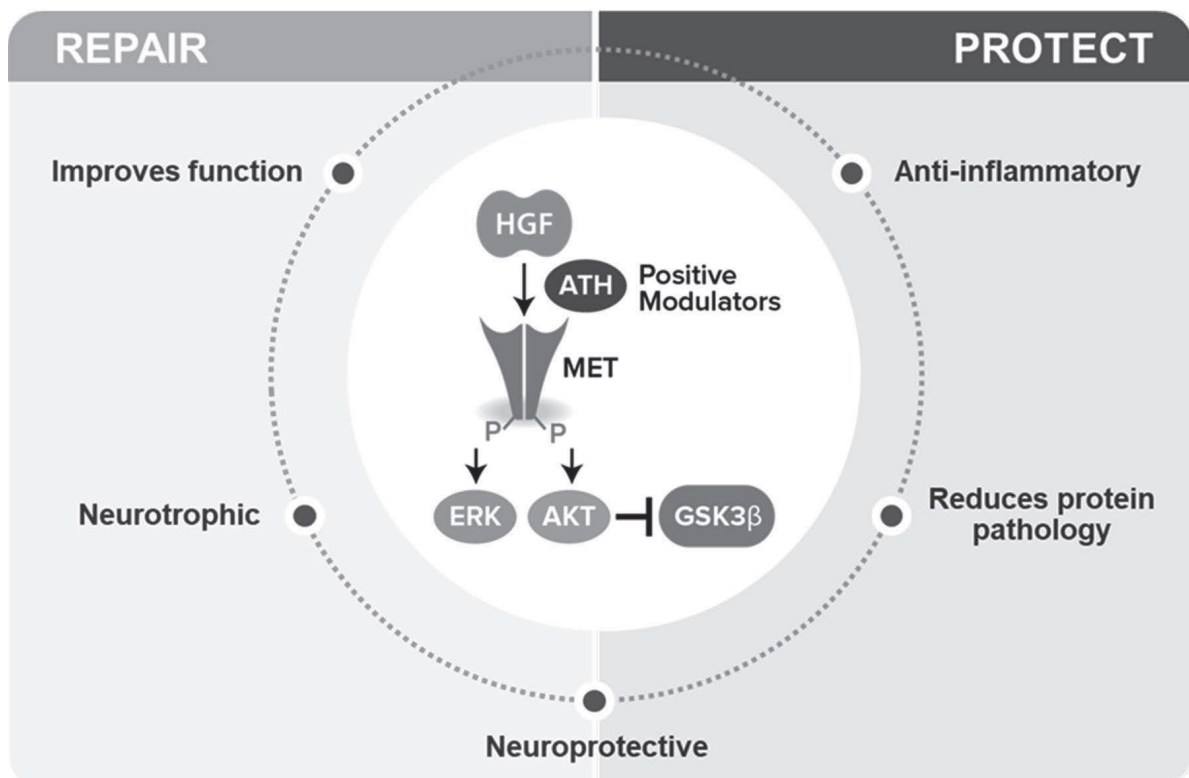 REPAIR
PROTECT
Improves function
Anti-inflammatory
HGF
ATH
Positive
Modulators
MET
P
P
ERK
AKT
GSK3β
Neurotrophic
Reduces protein
pathology
Neuroprotective